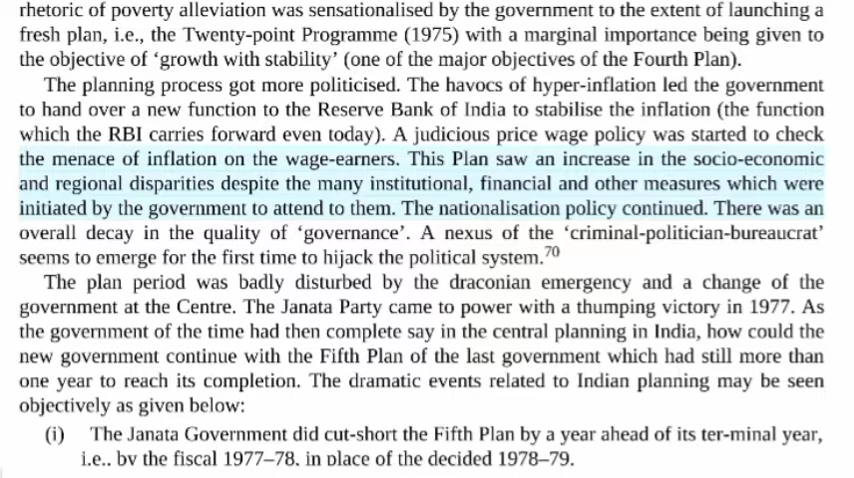 rhetoric of poverty alleviation was sensationalised by the government to the extent of launching a
fresh plan, i.e., the Twenty-point Programme (1975) with a marginal importance being given to
the objective of ‘growth with stability’ (one of the major objectives of the Fourth Plan).
The planning process got more politicised. The havocs of hyper-inflation led the government
to hand over a new function to the Reserve Bank of India to stabilise the inflation (the function
which the RBI carries forward even today). A judicious price wage policy was started to check
the menace of inflation on the wage-earners. This Plan saw an increase in the socio-economic
and regional disparities despite the many institutional, financial and other measures which were
initiated by the government to attend to them. The nationalisation policy continued. There was an
overall decay in the quality of ‘governance’. A nexus of the ‘criminal-politician-bureaucrat’
seems to emerge for the first time to hijack the political system.70
The plan period was badly disturbed by the draconian emergency and a change of the
government at the Centre. The Janata Party came to power with a thumping victory in 1977. As
the government of the time had then complete say in the central planning in India, how could the
new government continue with the Fifth Plan of the last government which had still more than
one year to reach its completion. The dramatic events related to Indian planning may be seen
objectively as given below:
(i) The Janata Government did cut-short the Fifth Plan by a year ahead of its ter-minal year,
i.e., by the fiscal 1977–78, in place of the decided 1978–79.